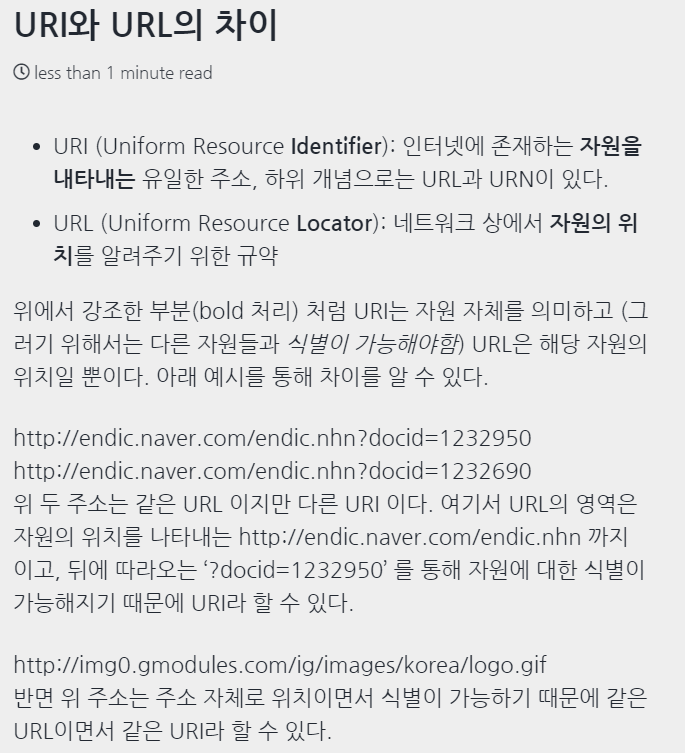 URI와 URL의 차이
less than 1 minute read
• URI (Uniform Resource Identifier): 인터넷에 존재하는 자원을
내타내는 유일한 주소, 하위 개념으로는 URL과 URN이 있다.
• URL (Uniform Resource Locator): 네트워크 상에서 자원의 위
치를 알려주기 위한 규약
위에서 강조한 부분(bold 처리) 처럼 URI는 자원 자체를 의미하고 (그
러기 위해서는 다른 자원들과 식별이 가능해야함) URL은 해당 자원의
위치일 뿐이다. 아래 예시를 통해 차이를 알 수 있다.
http://endic.naver.com/endic.nhn?docid=1232950
http://endic.naver.com/endic.nhn?docid=1232690
위 두 주소는 같은 URL 이지만 다른 URI 이다. 여기서 URL의 영역은
자원의 위치를 나타내는 http://endic.naver.com/endic.nhn 까지
이고, 뒤에 따라오는 ‘?docid=1232950’ 를 통해 자원에 대한 식별이
가능해지기 때문에 URI라 할 수 있다.
http://img0.gmodules.com/ig/images/korea/logo.gif
반면 위 주소는 주소 자체로 위치이면서 식별이 가능하기 때문에 같은
URL이면서 같은 URI라 할 수 있다.